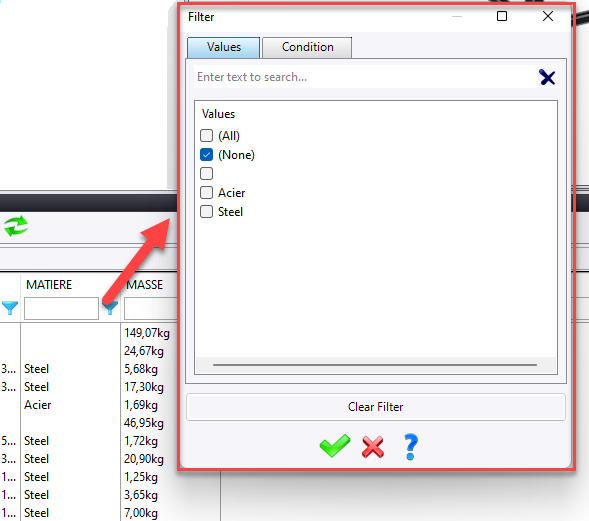 Filter
Values Condition
Enter text to search...
Values
(All)
(None)
Acier
Steel
Clear Filter
MATIERE MASSE
149,07kg
24,67kg
3... Steel 5,68kg
3... Steel 17,30kg
Acier 1,69kg
46,95kg
5... Steel 1,72kg
3... Steel 20,90kg
1... Steel 1,25kg
1... Steel 3,65kg
1... Steel 7,00kg